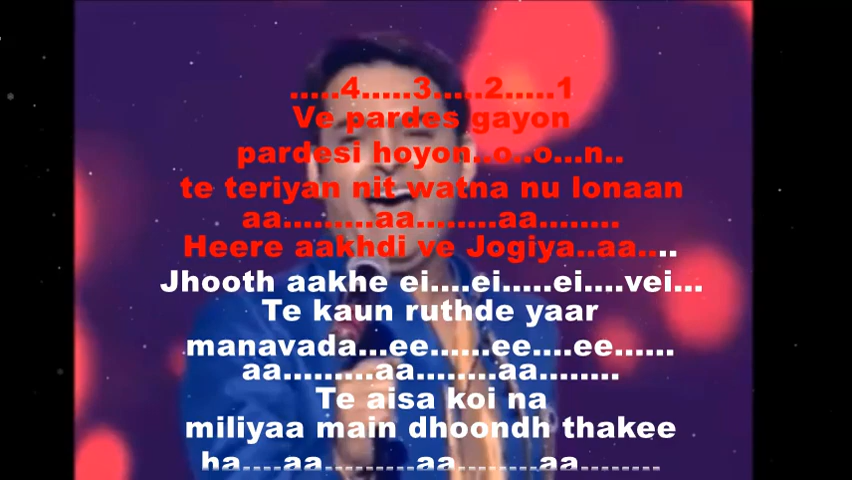 .....4.....3.....2.....1
Ve pardes gayon
pardesi hoyon..o..o...n..
te teriyan nit watna nu lonaan
aa.........aa........aa........
Heere aakhdi ve Jogiya..aa....
Jhooth aakhe ei....ei.....ei....vei...
Te kaun ruthde yaar
manavada...ee......ee....ee......
aa.........aa........aa........
Te aisa koi na
miliyaa main dhoondh thakee
ha....aa.........aa........aa........